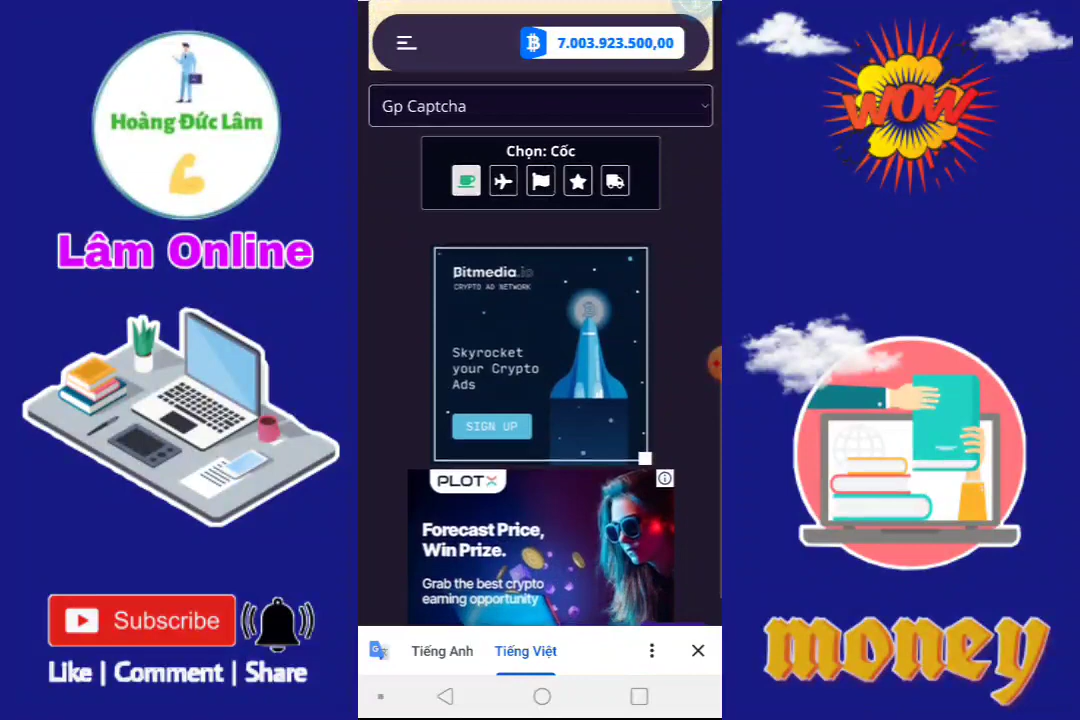 Hoàng Đức Lâm
Lâm Online
Subscribe
Like | Comment | Share
7.003.923.500,00
Gp Captcha
Chọn: Cốc
Bitmedia.io
CRYPTO AD NETWORK
Skyrocket
your Crypto
Ads
SIGN UP
PLOTX
Forecast Price,
Win Prize.
Grab the best crypto
earning opportunity
Tiếng Anh
Tiếng Việt
WOW
money